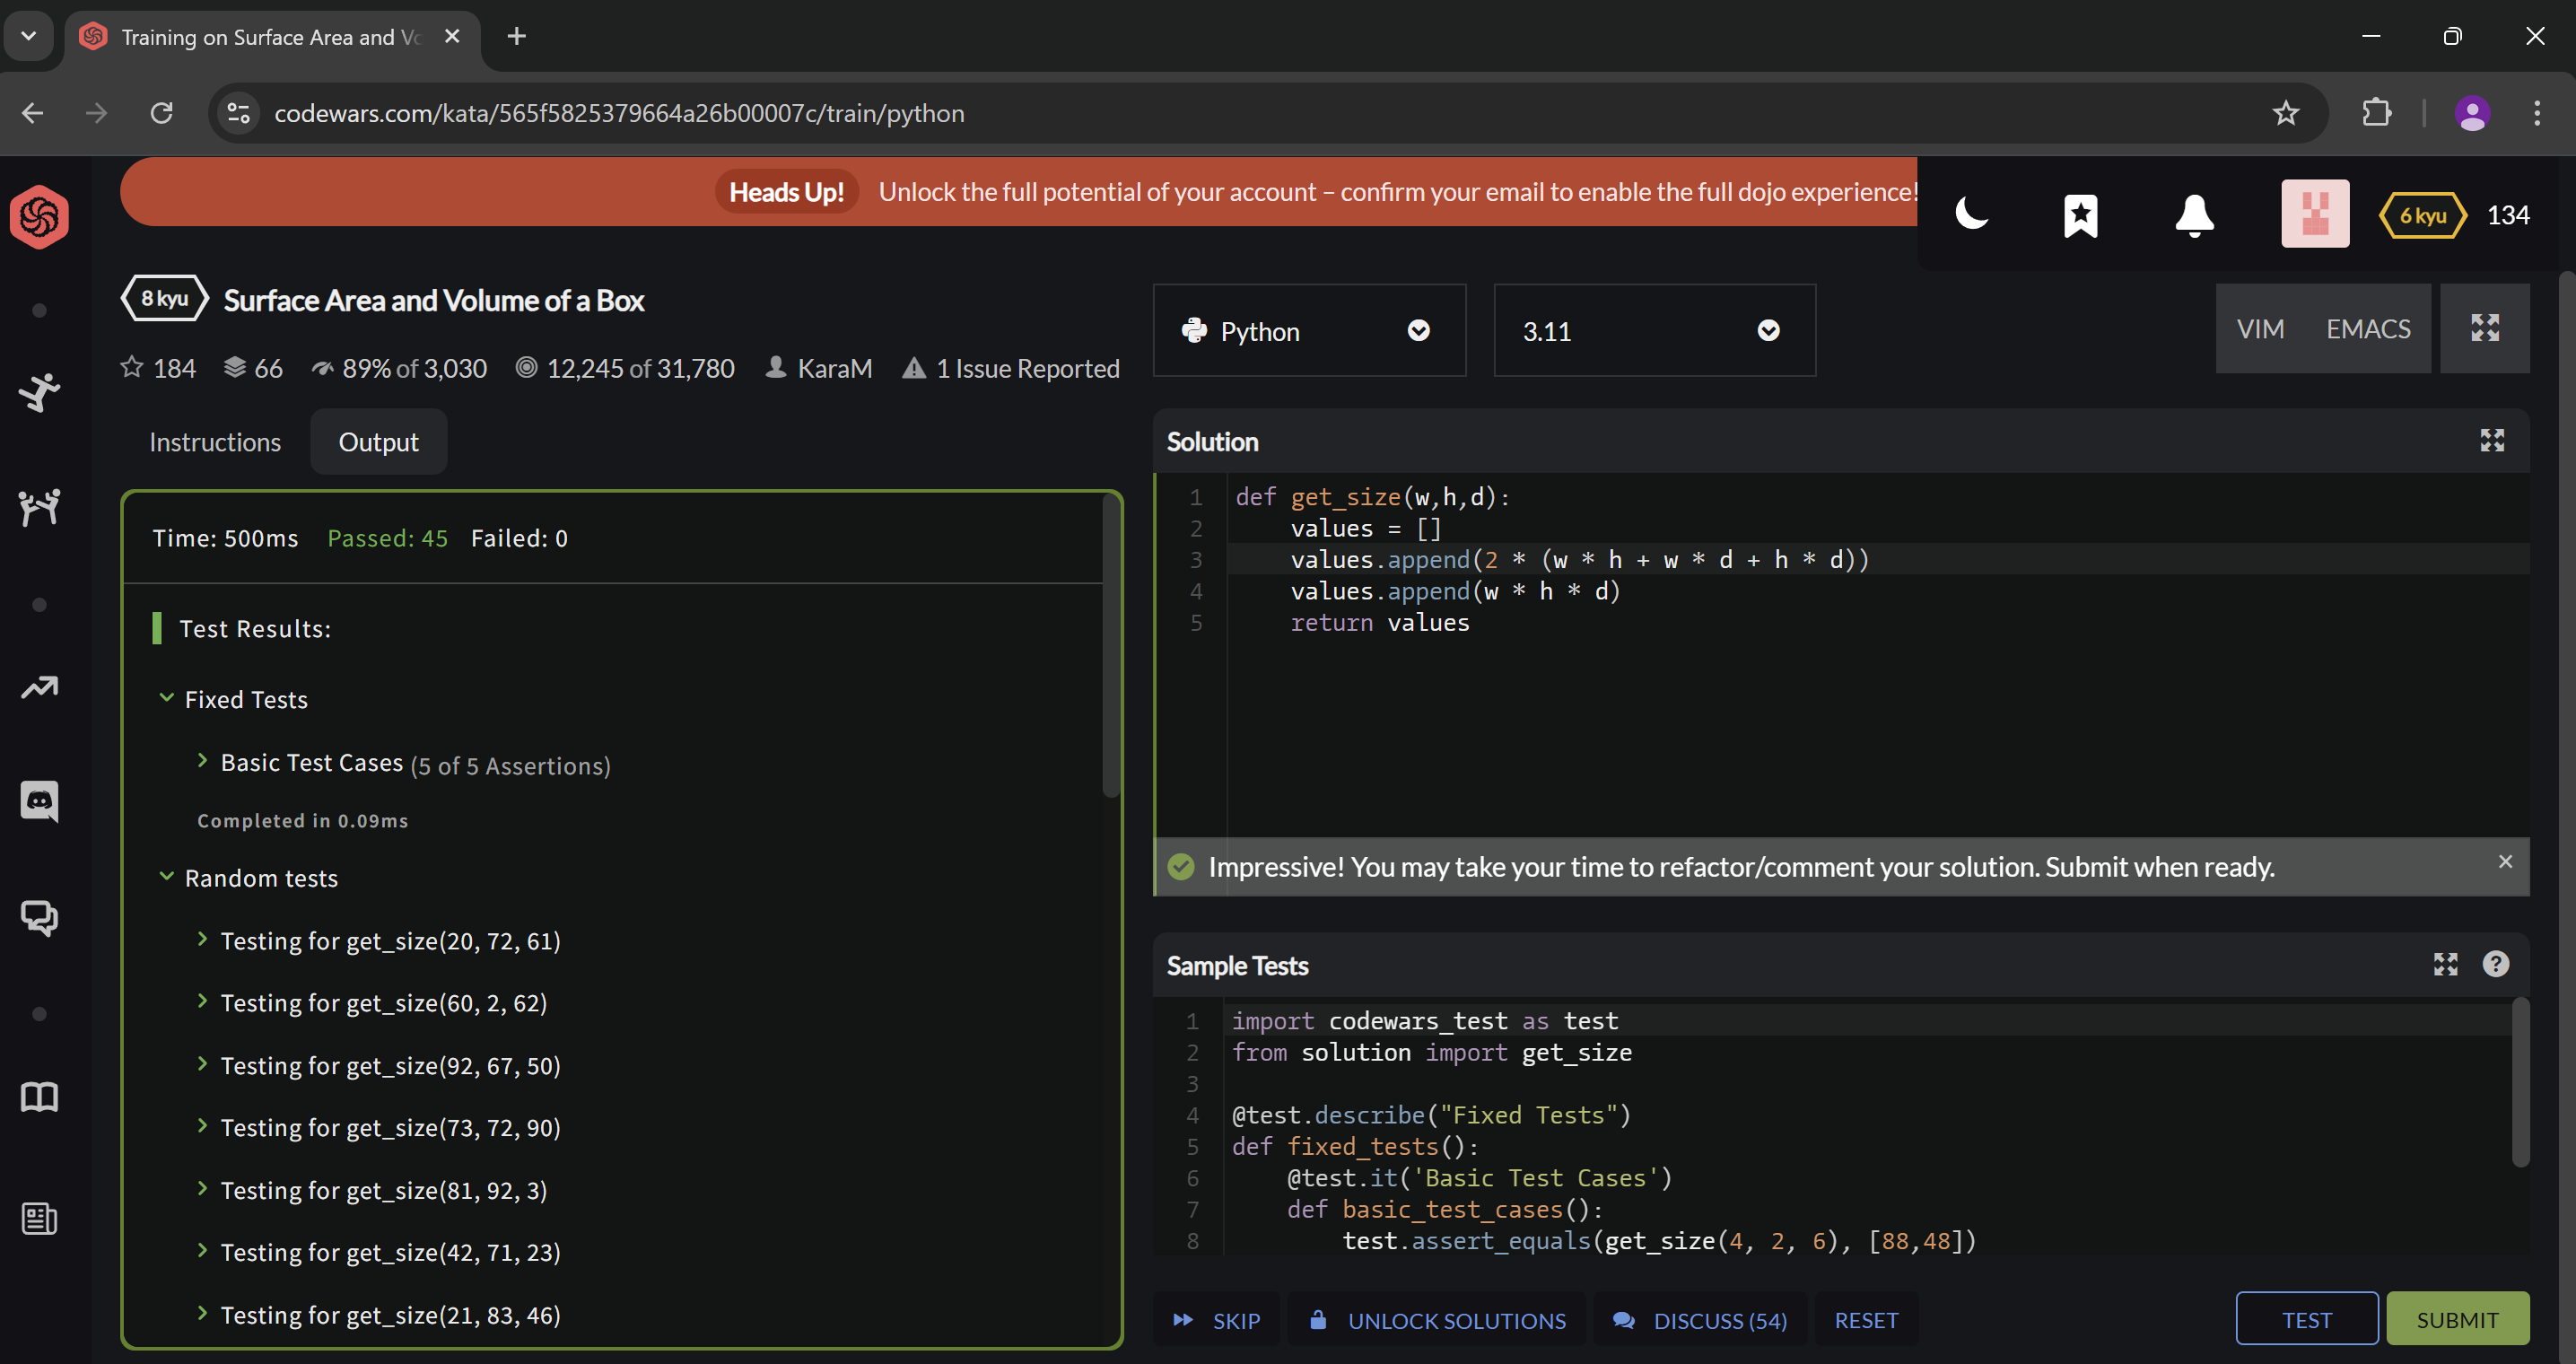 Training on Surface Area and Vo
codewars.com/kata/565f5825379664a26b00007c/train/python
Heads Up! Unlock the full potential of your account – confirm your email to enable the full dojo experience!
6 kyu 134
8 kyu Surface Area and Volume of a Box
184 66 89% of 3,030 12,245 of 31,780 KaraM 1 Issue Reported
Python
3.11
VIM EMACS
Instructions Output
Time: 500ms Passed: 45 Failed: 0
Test Results:
Fixed Tests
Basic Test Cases (5 of 5 Assertions)
Completed in 0.09ms
Random tests
Testing for get_size(20, 72, 61)
Testing for get_size(60, 2, 62)
Testing for get_size(92, 67, 50)
Testing for get_size(73, 72, 90)
Testing for get_size(81, 92, 3)
Testing for get_size(42, 71, 23)
Testing for get_size(21, 83, 46)
Solution
1 def get_size(w,h,d):
2     values = []
3     values.append(2 * (w * h + w * d + h * d))
4     values.append(w * h * d)
5     return values
Impressive! You may take your time to refactor/comment your solution. Submit when ready.
Sample Tests
1 import codewars_test as test
2 from solution import get_size
3
4 @test.describe("Fixed Tests")
5 def fixed_tests():
6     @test.it('Basic Test Cases')
7     def basic_test_cases():
8         test.assert_equals(get_size(4, 2, 6), [88,48])
SKIP UNLOCK SOLUTIONS DISCUSS (54) RESET TEST SUBMIT